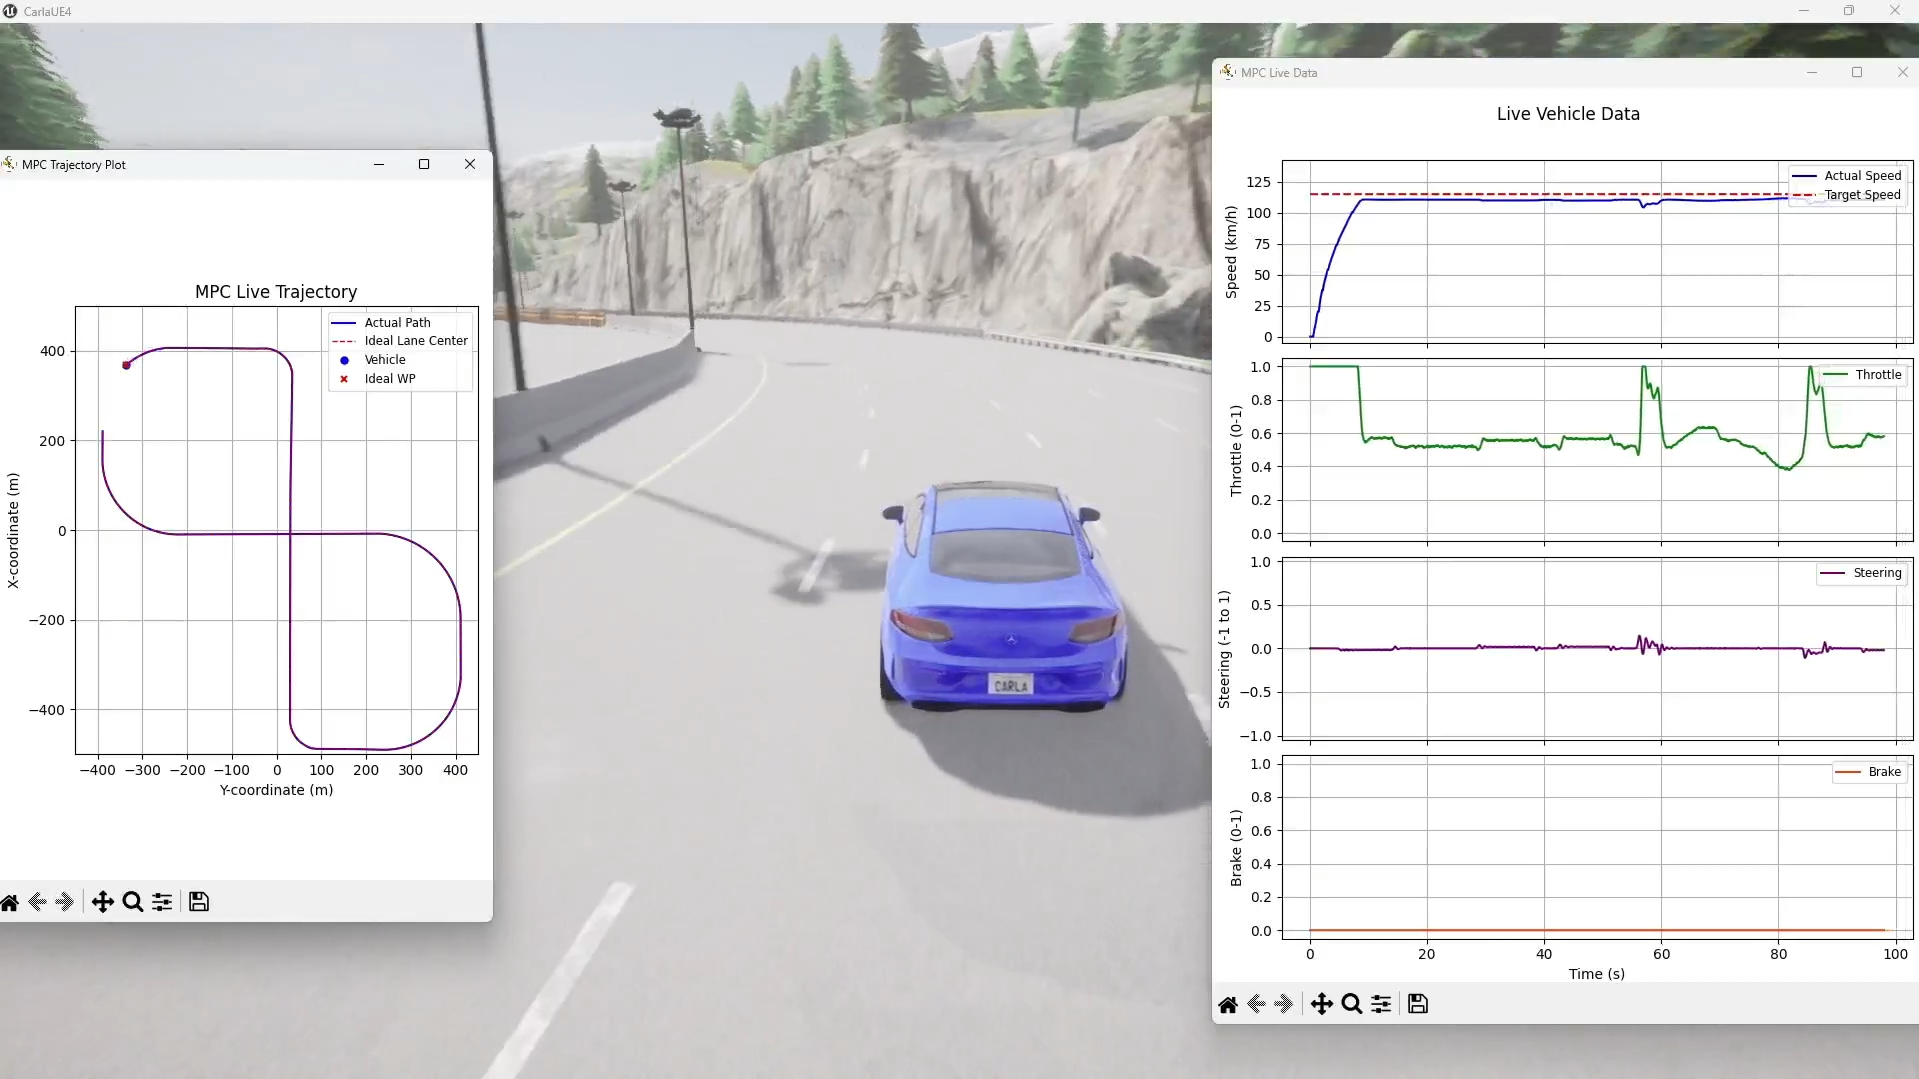 CarlaUE4
MPC Trajectory Plot
MPC Live Trajectory
Actual Path
Ideal Lane Center
Vehicle
Ideal WP
400
200
0
−200
−400
X-coordinate (m)
−400 −300 −200 −100 0 100 200 300 400
Y-coordinate (m)
CARLA
MPC Live Data
Live Vehicle Data
Actual Speed
Target Speed
125
100
75
50
25
0
Speed (km/h)
Throttle
1.0
0.8
0.6
0.4
0.2
0.0
Throttle (0-1)
Steering
1.0
0.5
0.0
−0.5
−1.0
Steering (-1 to 1)
Brake
1.0
0.8
0.6
0.4
0.2
0.0
Brake (0-1)
0 20 40 60 80 100
Time (s)